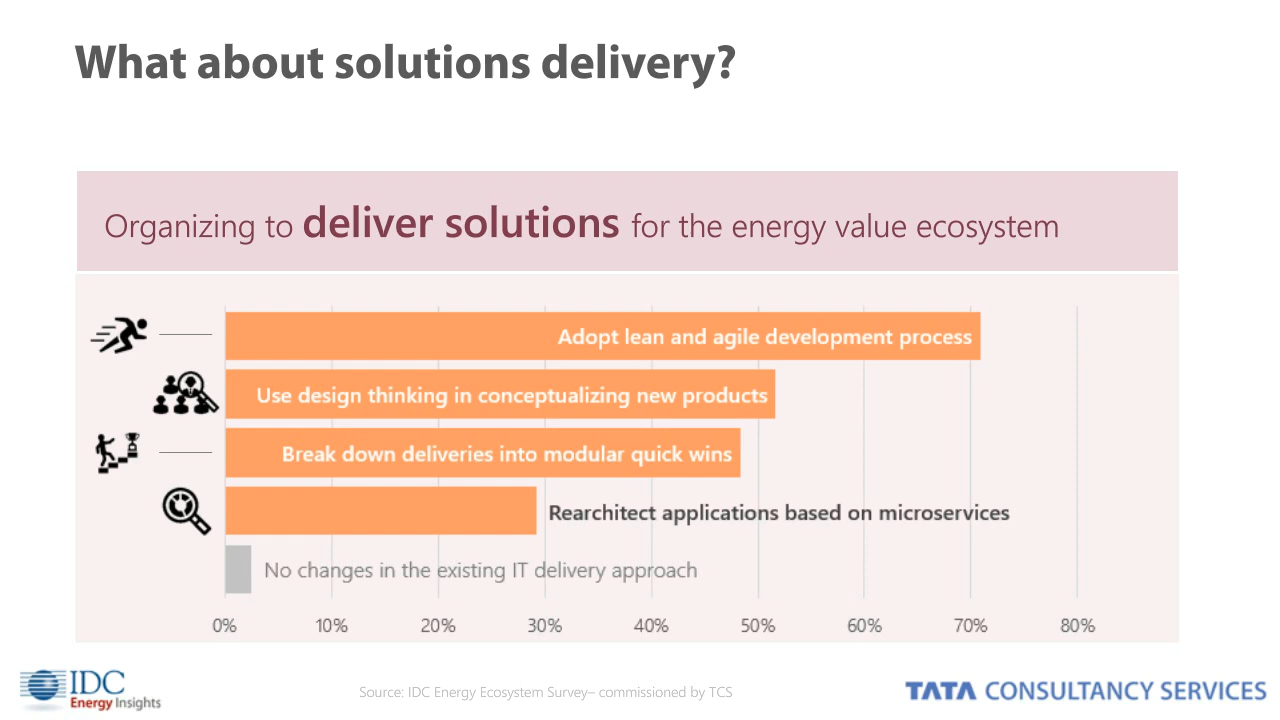 What about solutions delivery?
Organizing to deliver solutions for the energy value ecosystem
Adopt lean and agile development process
Use design thinking in conceptualizing new products
Break down deliveries into modular quick wins
Rearchitect applications based on microservices
No changes in the existing IT delivery approach
0% 10% 20% 30% 40% 50% 60% 70% 80%
IDC
Energy Insights
Source: IDC Energy Ecosystem Survey– commissioned by TCS
TATA CONSULTANCY SERVICES